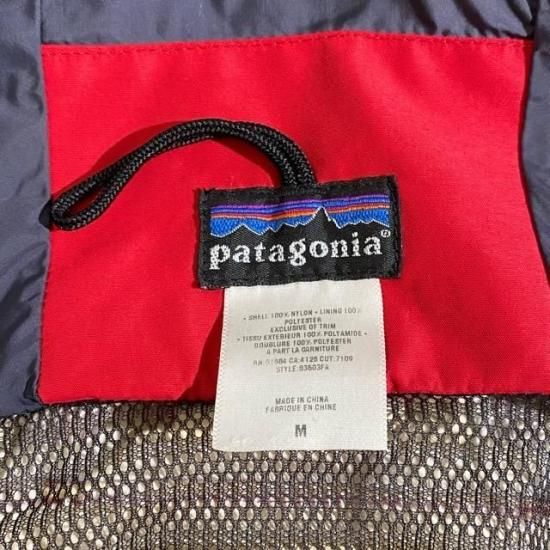 patagonia®
• SHELL 100% NYLON • LINING 100%
POLYESTER
EXCLUSIVE OF TRIM
• TISSU EXTERIEUR 100% POLYAMIDE •
DOUBLURE 100% POLYESTER
A PART LA GARNITURE
RN:51884 CA:4125 CUT:7109
STYLE:83603FA
MADE IN CHINA
FABRIQUE EN CHINE
M